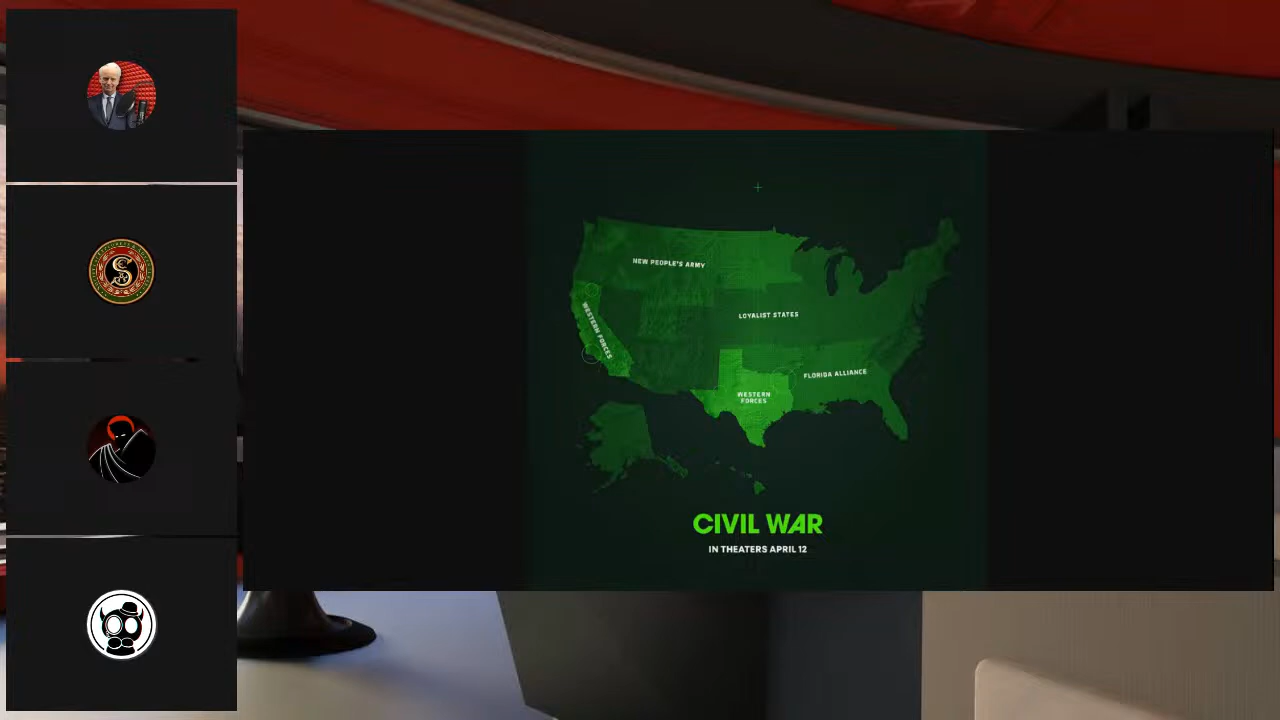 NEW PEOPLE'S ARMY
WESTERN FORCES
LOYALIST STATES
FLORIDA ALLIANCE
WESTERN
FORCES
CIVIL WAR
IN THEATERS APRIL 12